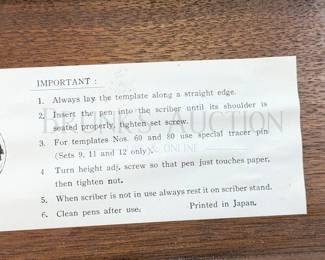 IMPORTANT :
1. Always lay the template along a straight edge.
2. Insert the pen into the scriber until its shoulder is
seated properly, tighten set screw.
3. For templates Nos. 60 and 80 use special tracer pin
(Sets 9, 11 and 12 only).
4 Turn height adj. screw so that pen just touches paper,
then tighten nut.
5. When scriber is not in use always rest it on scriber stand.
6. Clean pens after use. Printed in Japan.
AUCTION
& ONLINE